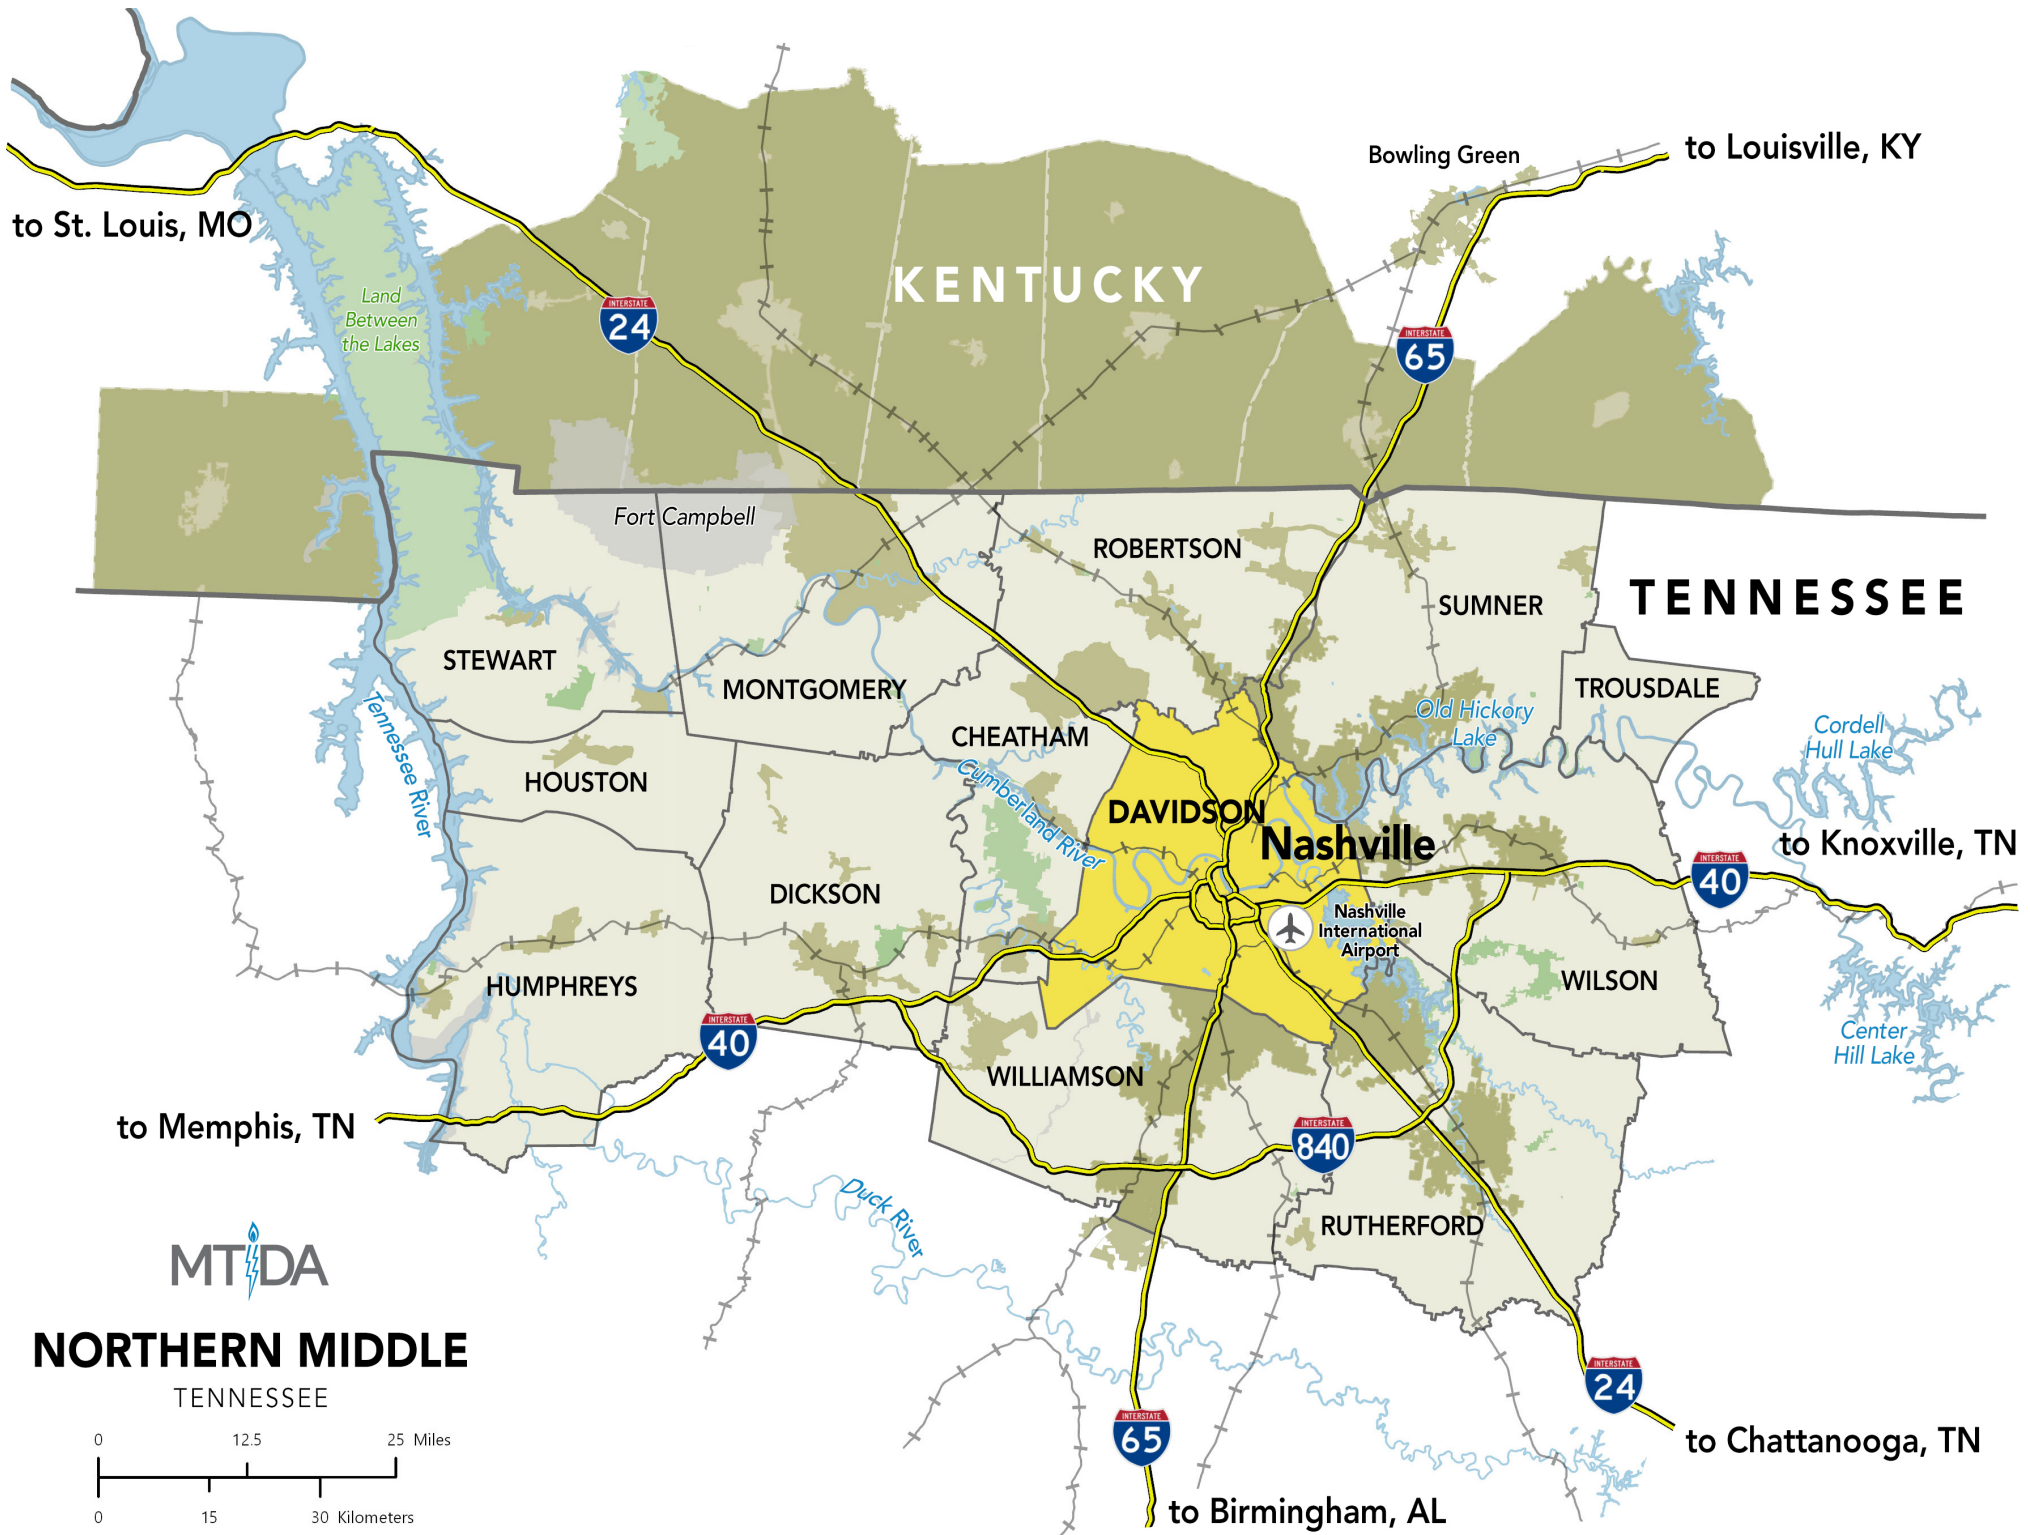 Bowling Green
to Louisville, KY
to St. Louis, MO
KENTUCKY
Land
Between
the Lakes
INTERSTATE
24
INTERSTATE
65
Fort Campbell
ROBERTSON
SUMNER
TENNESSEE
STEWART
MONTGOMERY
TROUSDALE
Old Hickory
Lake
Cordell
Hull Lake
CHEATHAM
Tennessee River
HOUSTON
Cumberland River
DAVIDSON
Nashville
to Knoxville, TN
INTERSTATE
40
DICKSON
Nashville
International
Airport
HUMPHREYS
WILSON
INTERSTATE
40
Center
Hill Lake
WILLIAMSON
to Memphis, TN
INTERSTATE
840
Duck River
RUTHERFORD
MTIDA
NORTHERN MIDDLE
TENNESSEE
INTERSTATE
24
INTERSTATE
65
to Chattanooga, TN
0 12.5 25 Miles
0 15 30 Kilometers
to Birmingham, AL